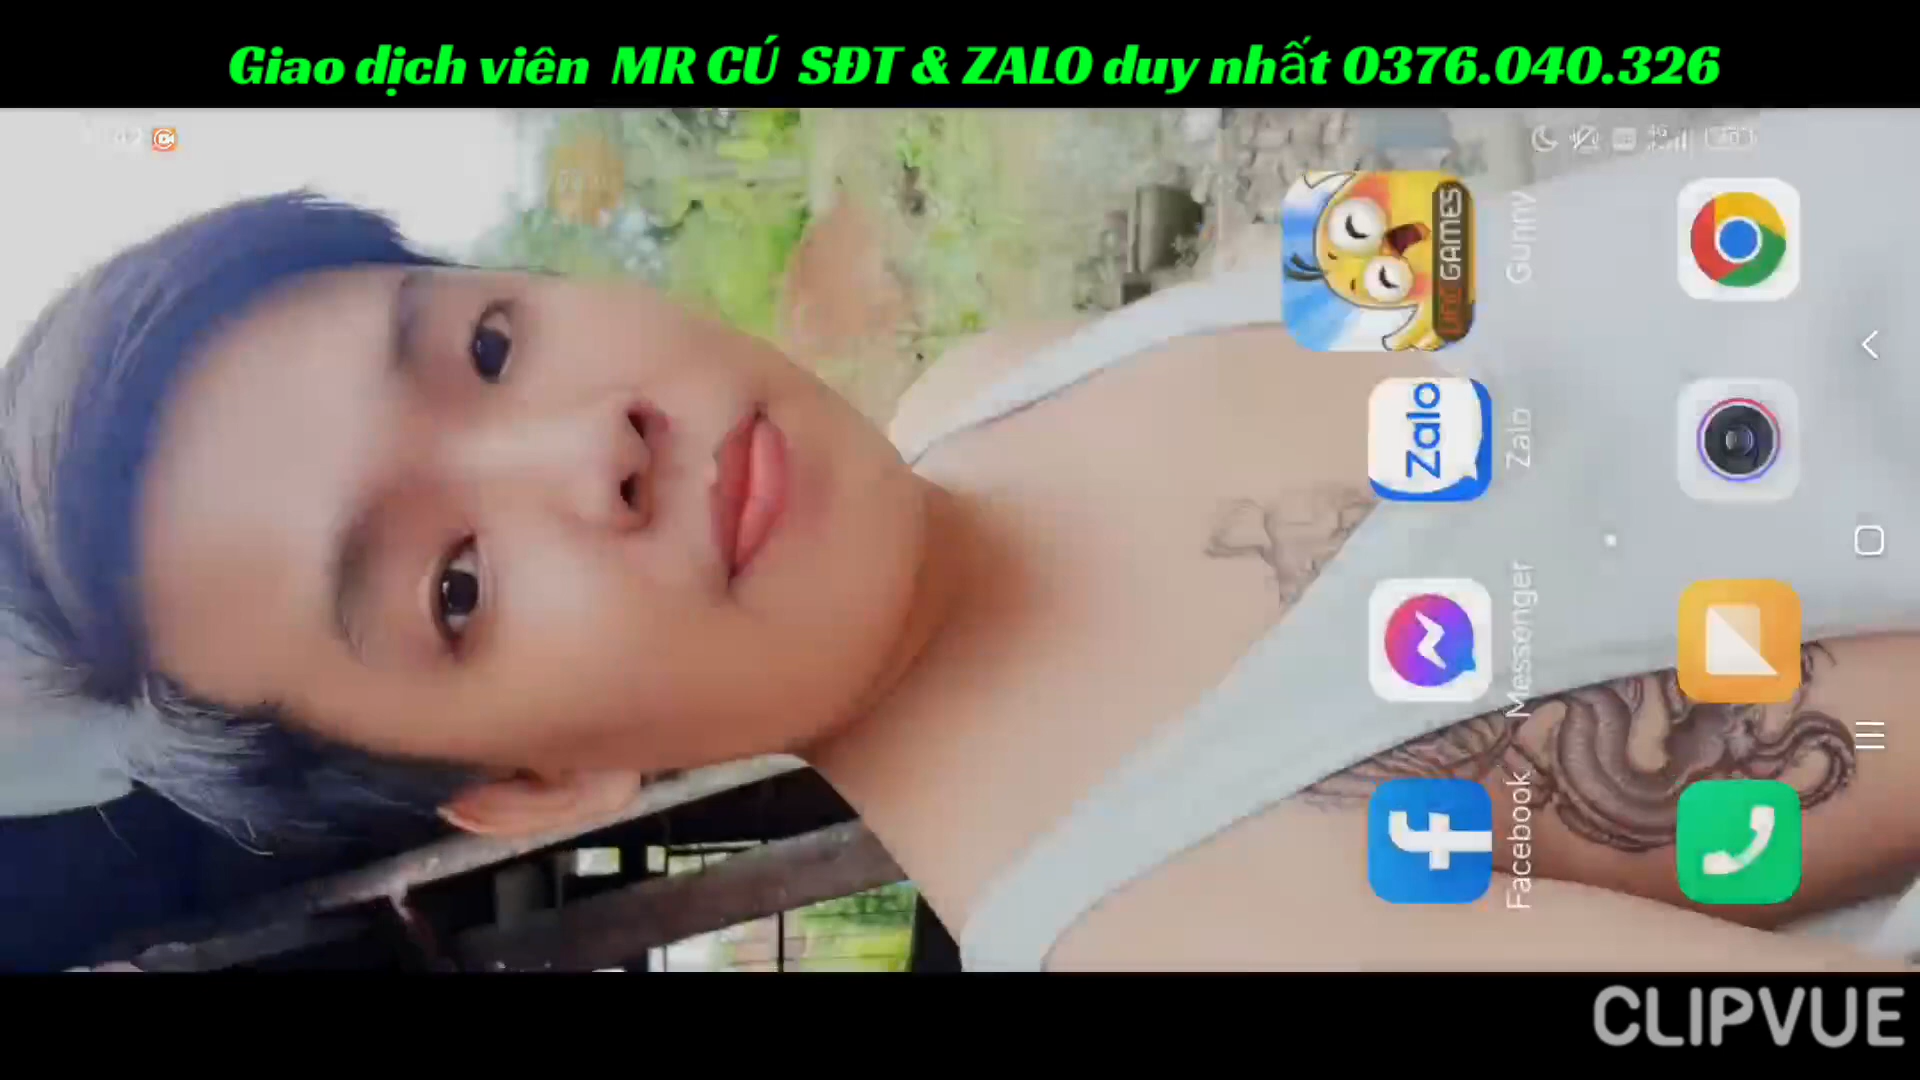 Giao dịch viên MR CÚ SĐT & ZALO duy nhất 0376.040.326
4G
GAMES
Gunny
Zalo
Zalo
Messenger
Facebook
CLIPVUE